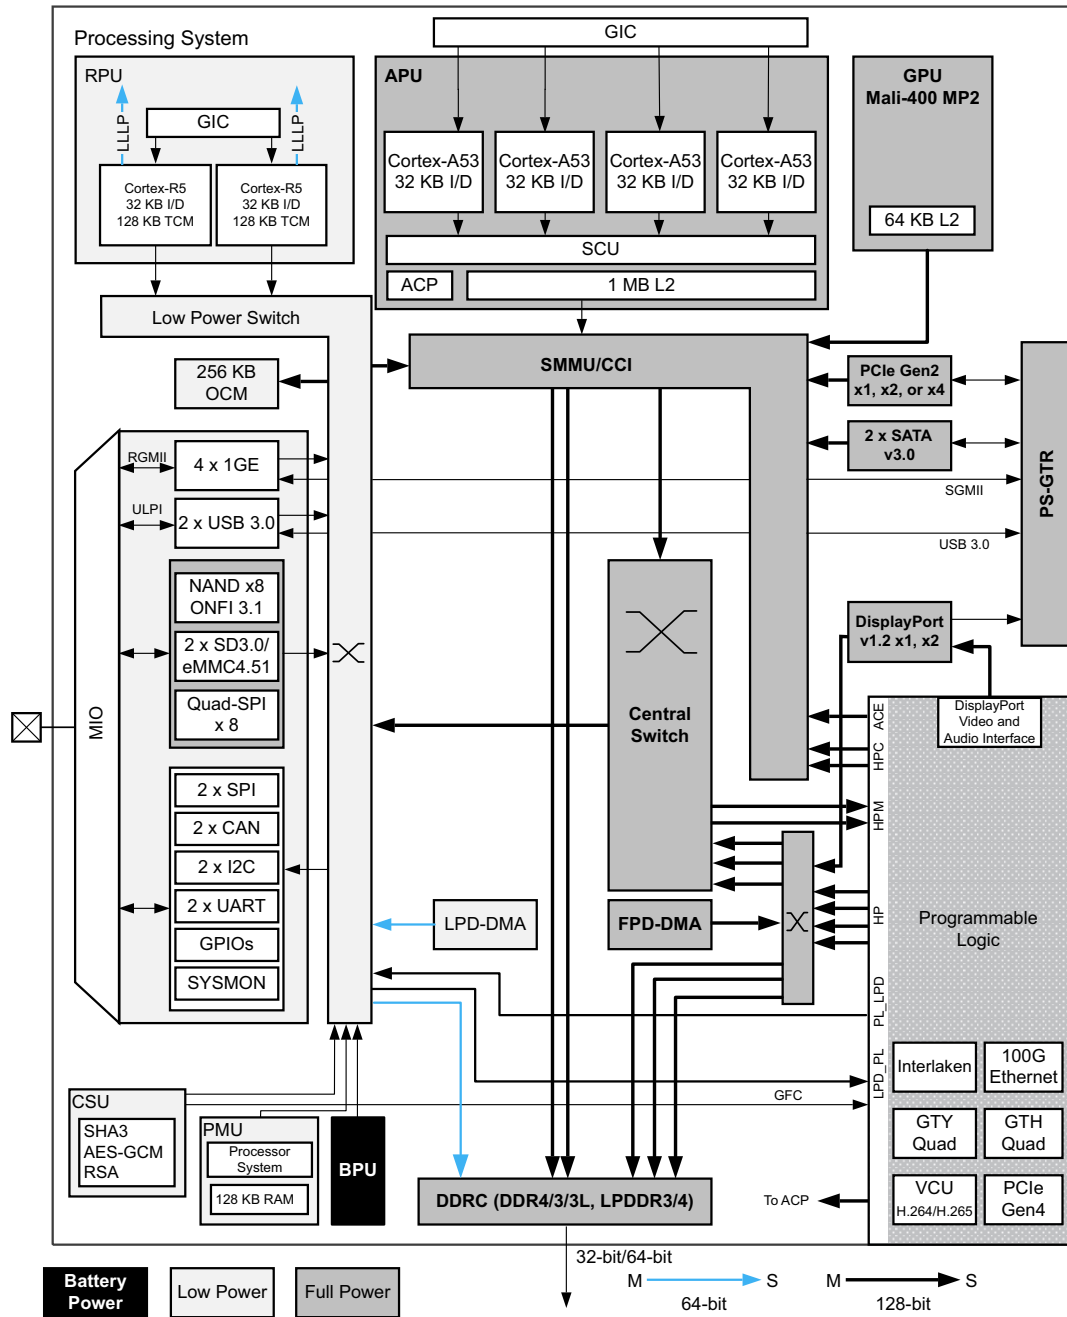 Processing System
GIC
RPU
LLLP
LLLP
GIC
Cortex-R5
32 KB I/D
128 KB TCM
Cortex-R5
32 KB I/D
128 KB TCM
APU
Cortex-A53
32 KB I/D
Cortex-A53
32 KB I/D
Cortex-A53
32 KB I/D
Cortex-A53
32 KB I/D
SCU
ACP
1 MB L2
GPU
Mali-400 MP2
64 KB L2
Low Power Switch
256 KB
OCM
SMMU/CCI
PCIe Gen2
x1, x2, or x4
2 x SATA
v3.0
PS-GTR
MIO
RGMII
4 x 1GE
SGMII
ULPI
2 x USB 3.0
USB 3.0
NAND x8
ONFI 3.1
2 x SD3.0/
eMMC4.51
Quad-SPI
x 8
2 x SPI
2 x CAN
2 x I2C
2 x UART
GPIOs
SYSMON
Central
Switch
DisplayPort
v1.2 x1, x2
DisplayPort
Video and
Audio Interface
ACE
HPC
HPM
HP
PL_LPD
LPD_PL
LPD-DMA
FPD-DMA
Programmable
Logic
Interlaken
100G
Ethernet
GTY
Quad
GTH
Quad
VCU
H.264/H.265
PCIe
Gen4
GFC
CSU
SHA3
AES-GCM
RSA
PMU
Processor
System
128 KB RAM
BPU
DDRC (DDR4/3/3L, LPDDR3/4)
To ACP
32-bit/64-bit
Battery
Power
Low Power
Full Power
M
S
64-bit
M
S
128-bit